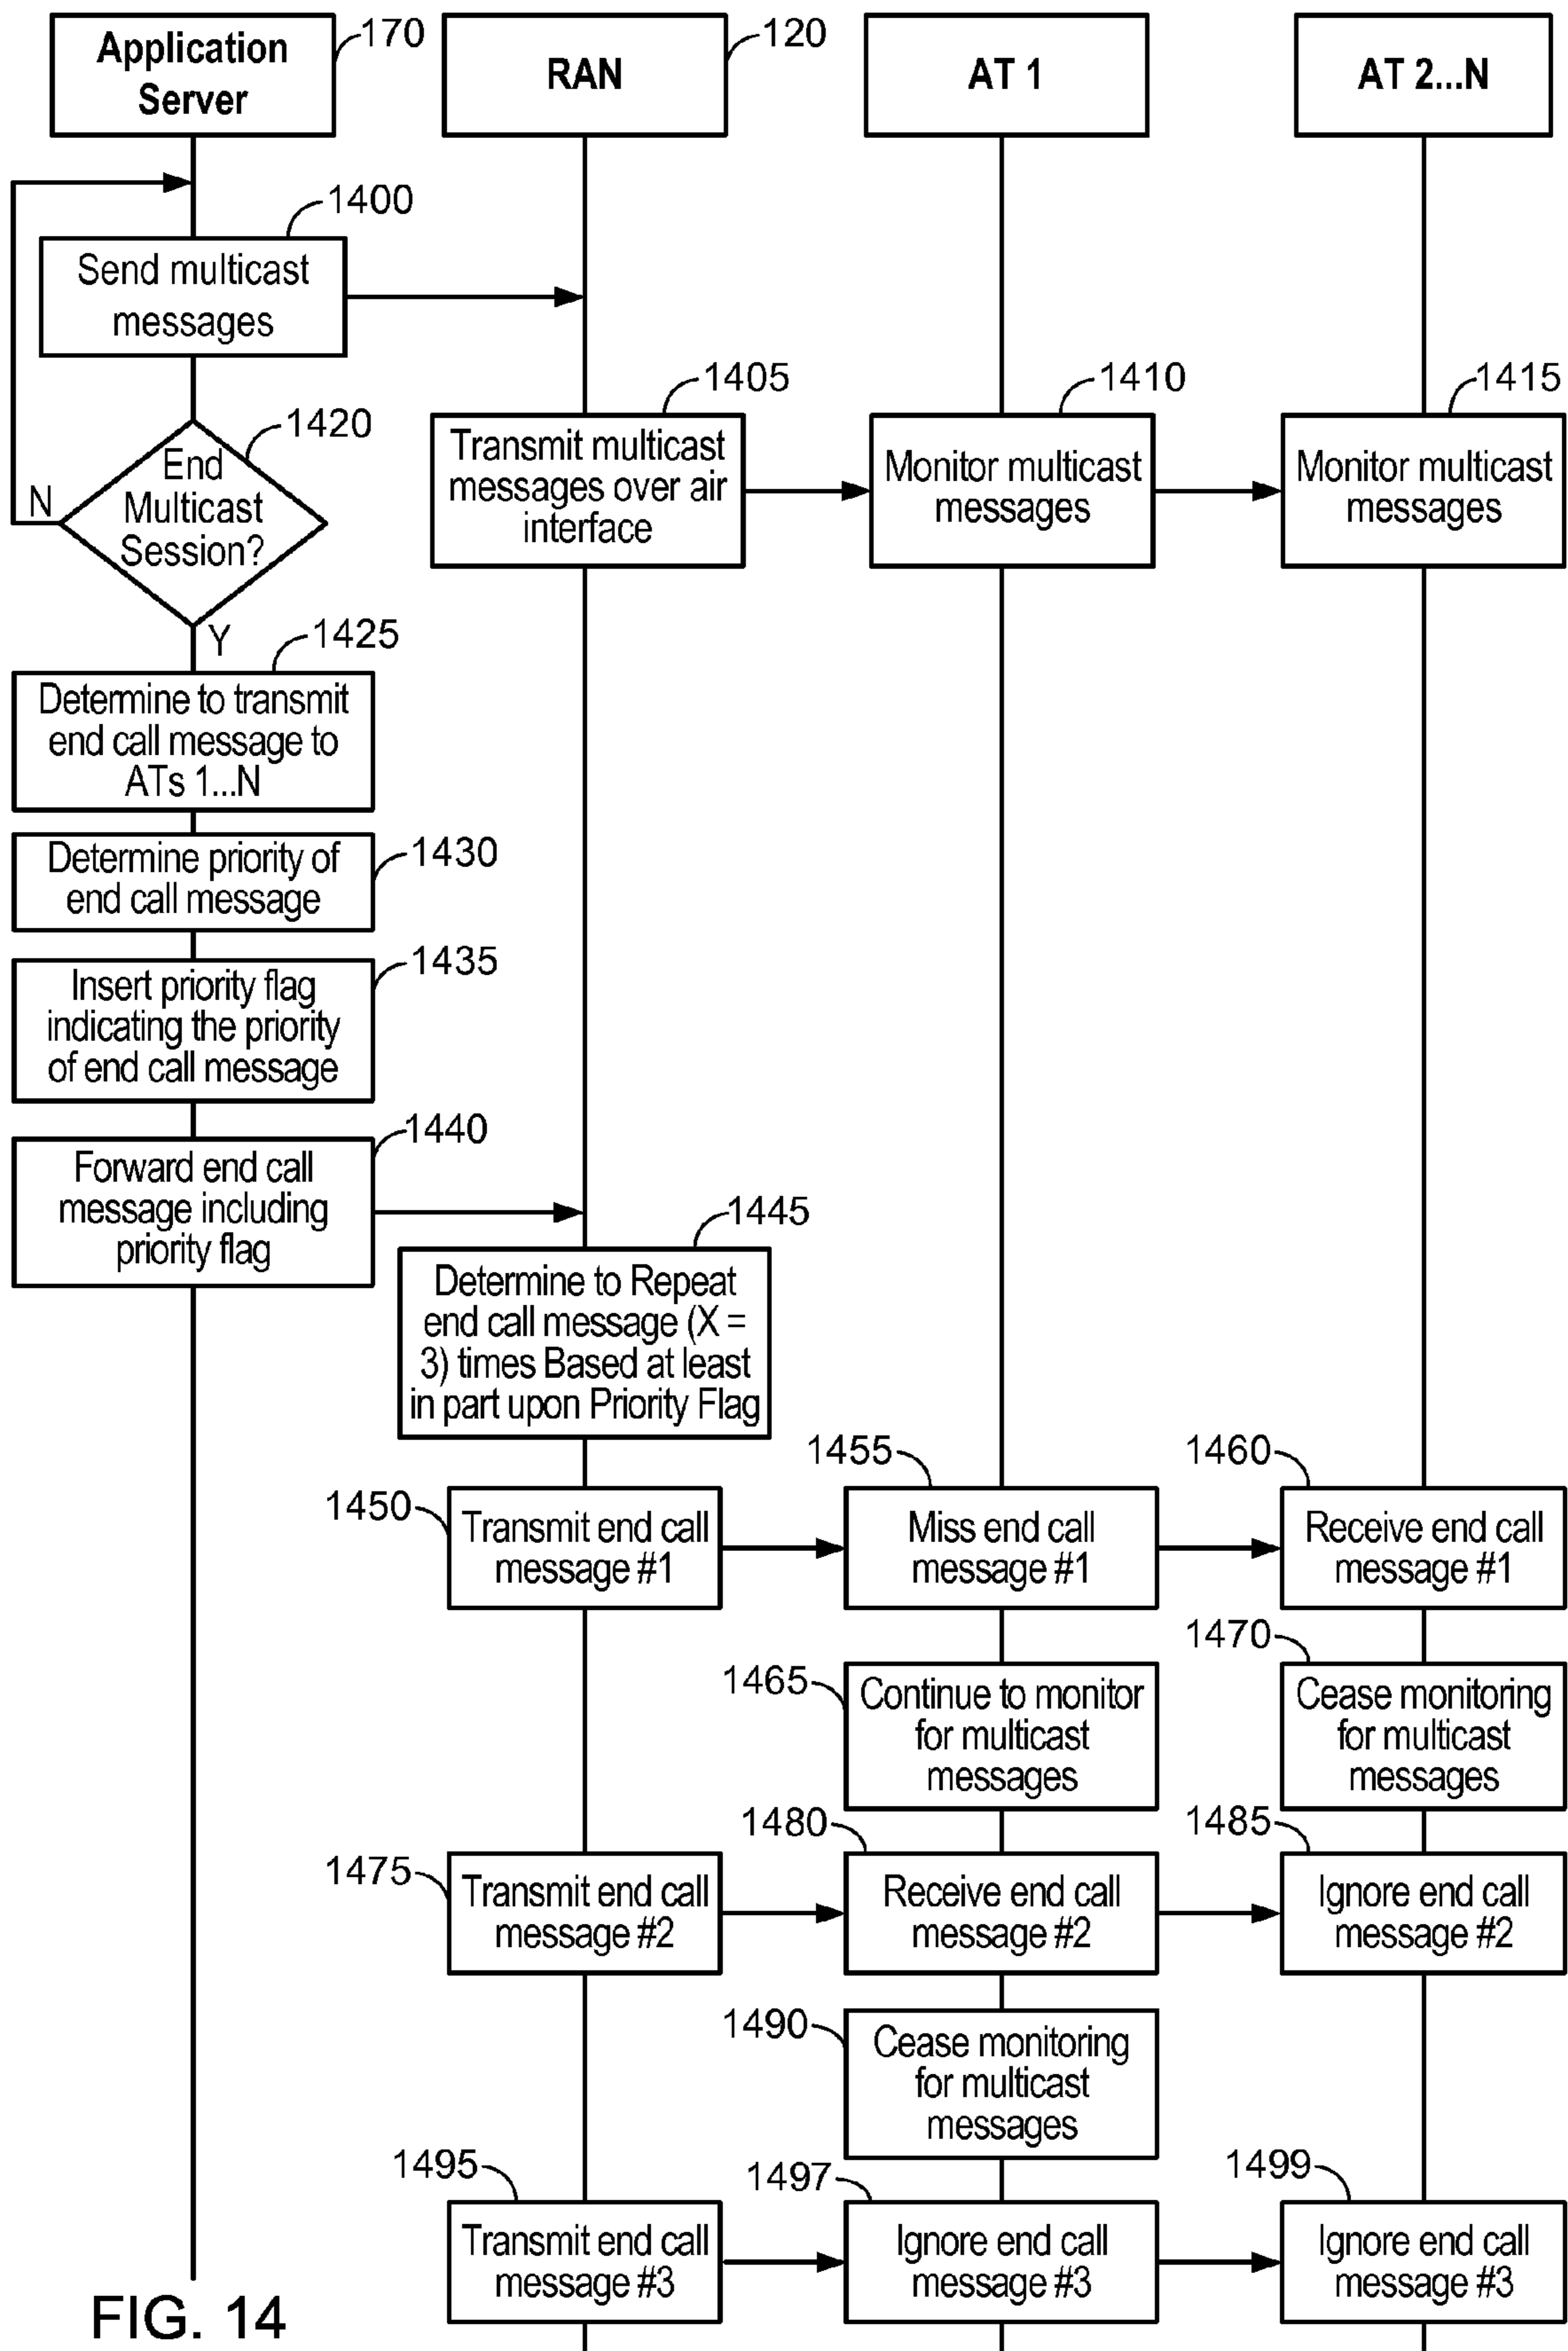 Application
Server
170
RAN
120
AT 1
AT 2...N
1400
Send multicast
messages
1405
Transmit multicast
messages over air
interface
1410
Monitor multicast
messages
1415
Monitor multicast
messages
1420
End
Multicast
Session?
N
Y
1425
Determine to transmit
end call message to
ATs 1...N
1430
Determine priority of
end call message
1435
Insert priority flag
indicating the priority
of end call message
1440
Forward end call
message including
priority flag
1445
Determine to Repeat
end call message (X =
3) times Based at least
in part upon Priority Flag
1450
Transmit end call
message #1
1455
Miss end call
message #1
1460
Receive end call
message #1
1465
Continue to monitor
for multicast
messages
1470
Cease monitoring
for multicast
messages
1475
Transmit end call
message #2
1480
Receive end call
message #2
1485
Ignore end call
message #2
1490
Cease monitoring
for multicast
messages
1495
Transmit end call
message #3
1497
Ignore end call
message #3
1499
Ignore end call
message #3
FIG. 14